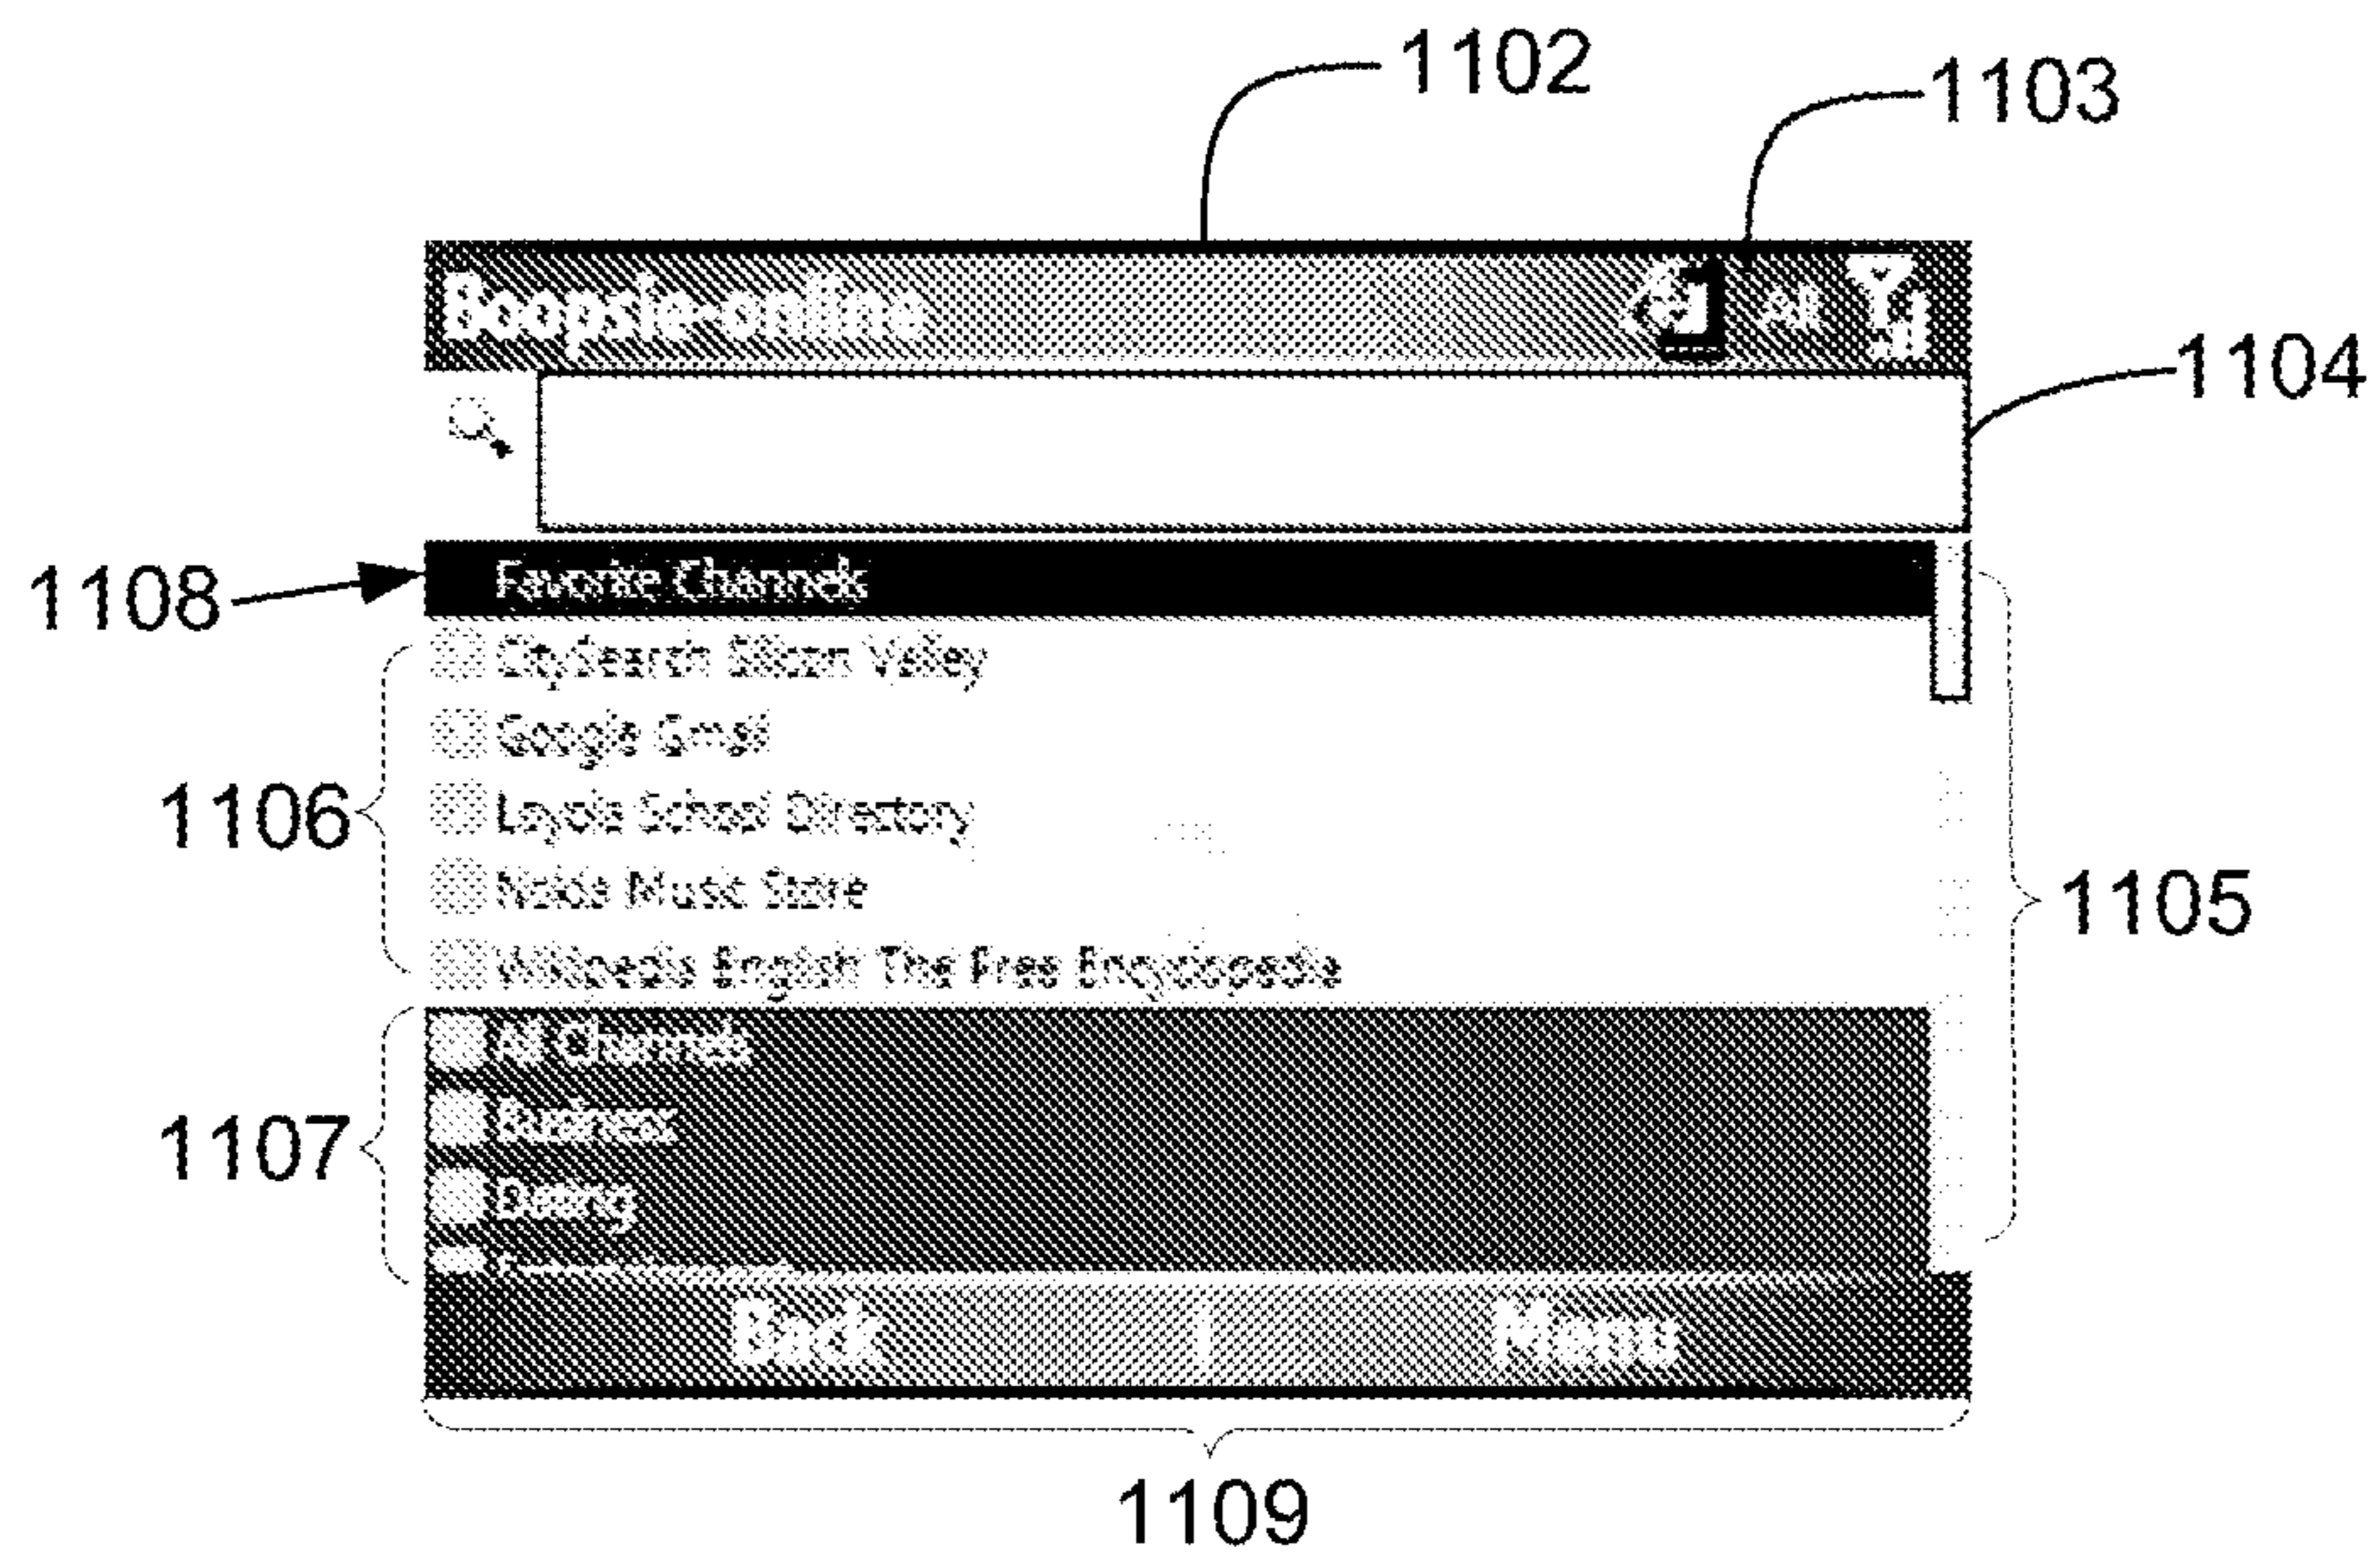 1102
1103
Boopsie-online All
1104
1108 Favorite Channels
CitySearch Silicon Valley
Google Gmail
1106 Loyola School Directory
Nokia Music Store
1105
Wikipedia English The Free Encyclopedia
All Channels
1107 Business
Dating
Back Menu
1109